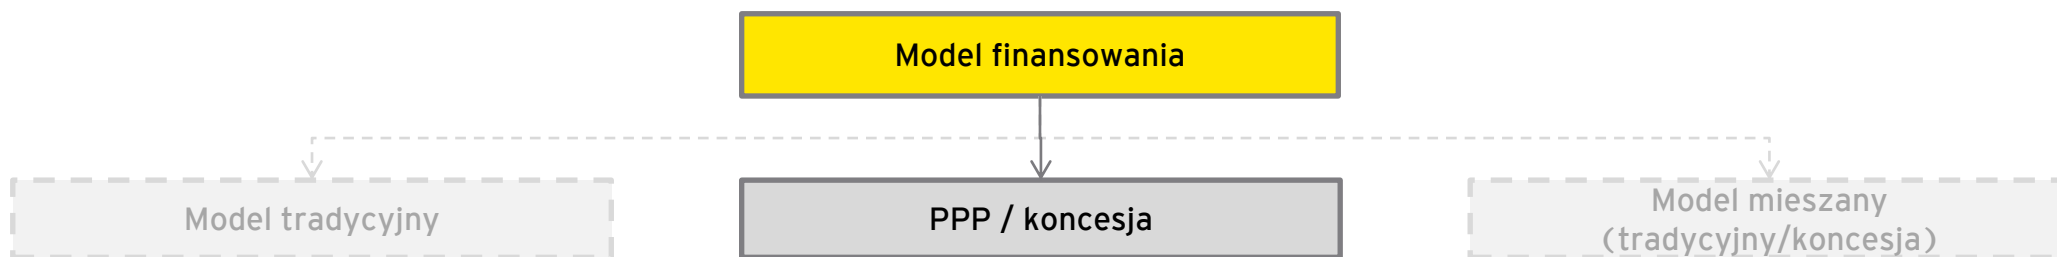 Model finansowania
Model tradycyjny
PPP / koncesja
Model mieszany
(tradycyjny/koncesja)